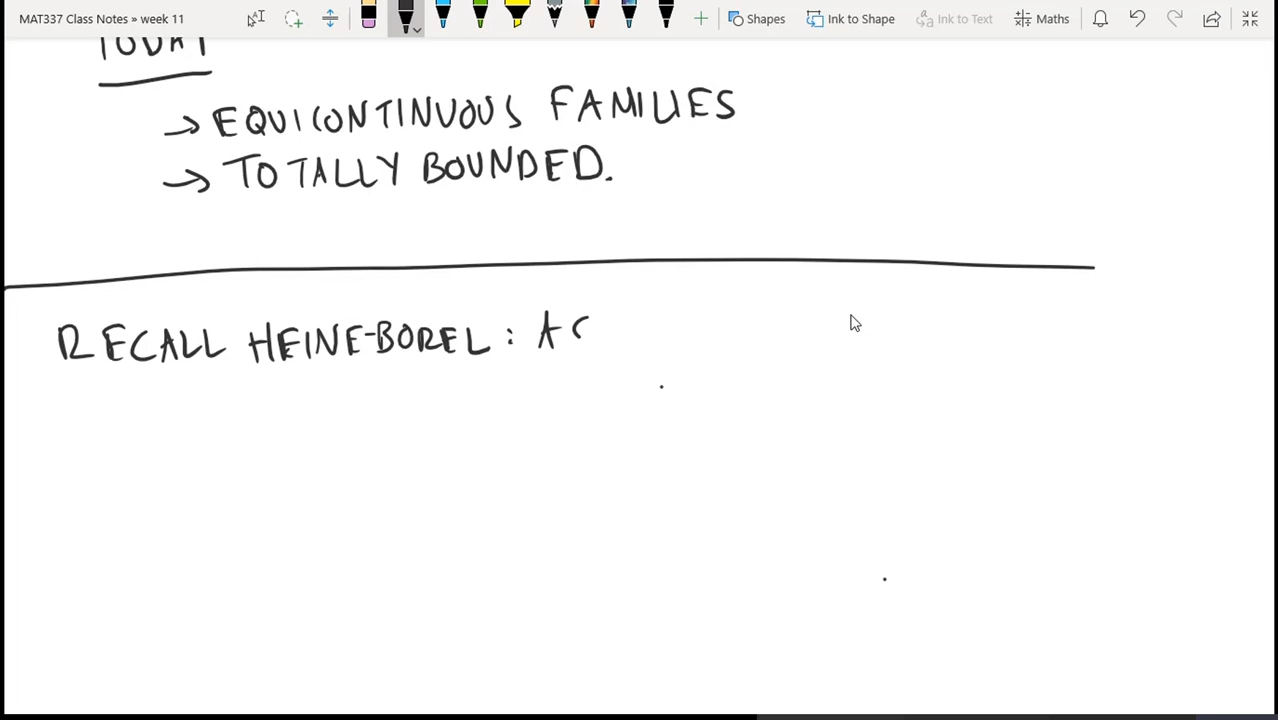 MAT337 Class Notes » week 11
Shapes
Ink to Shape
Ink to Text
Maths
TODAY
→ EQUICONTINUOUS FAMILIES
→ TOTALLY BOUNDED.
RECALL HEINE-BOREL : A C